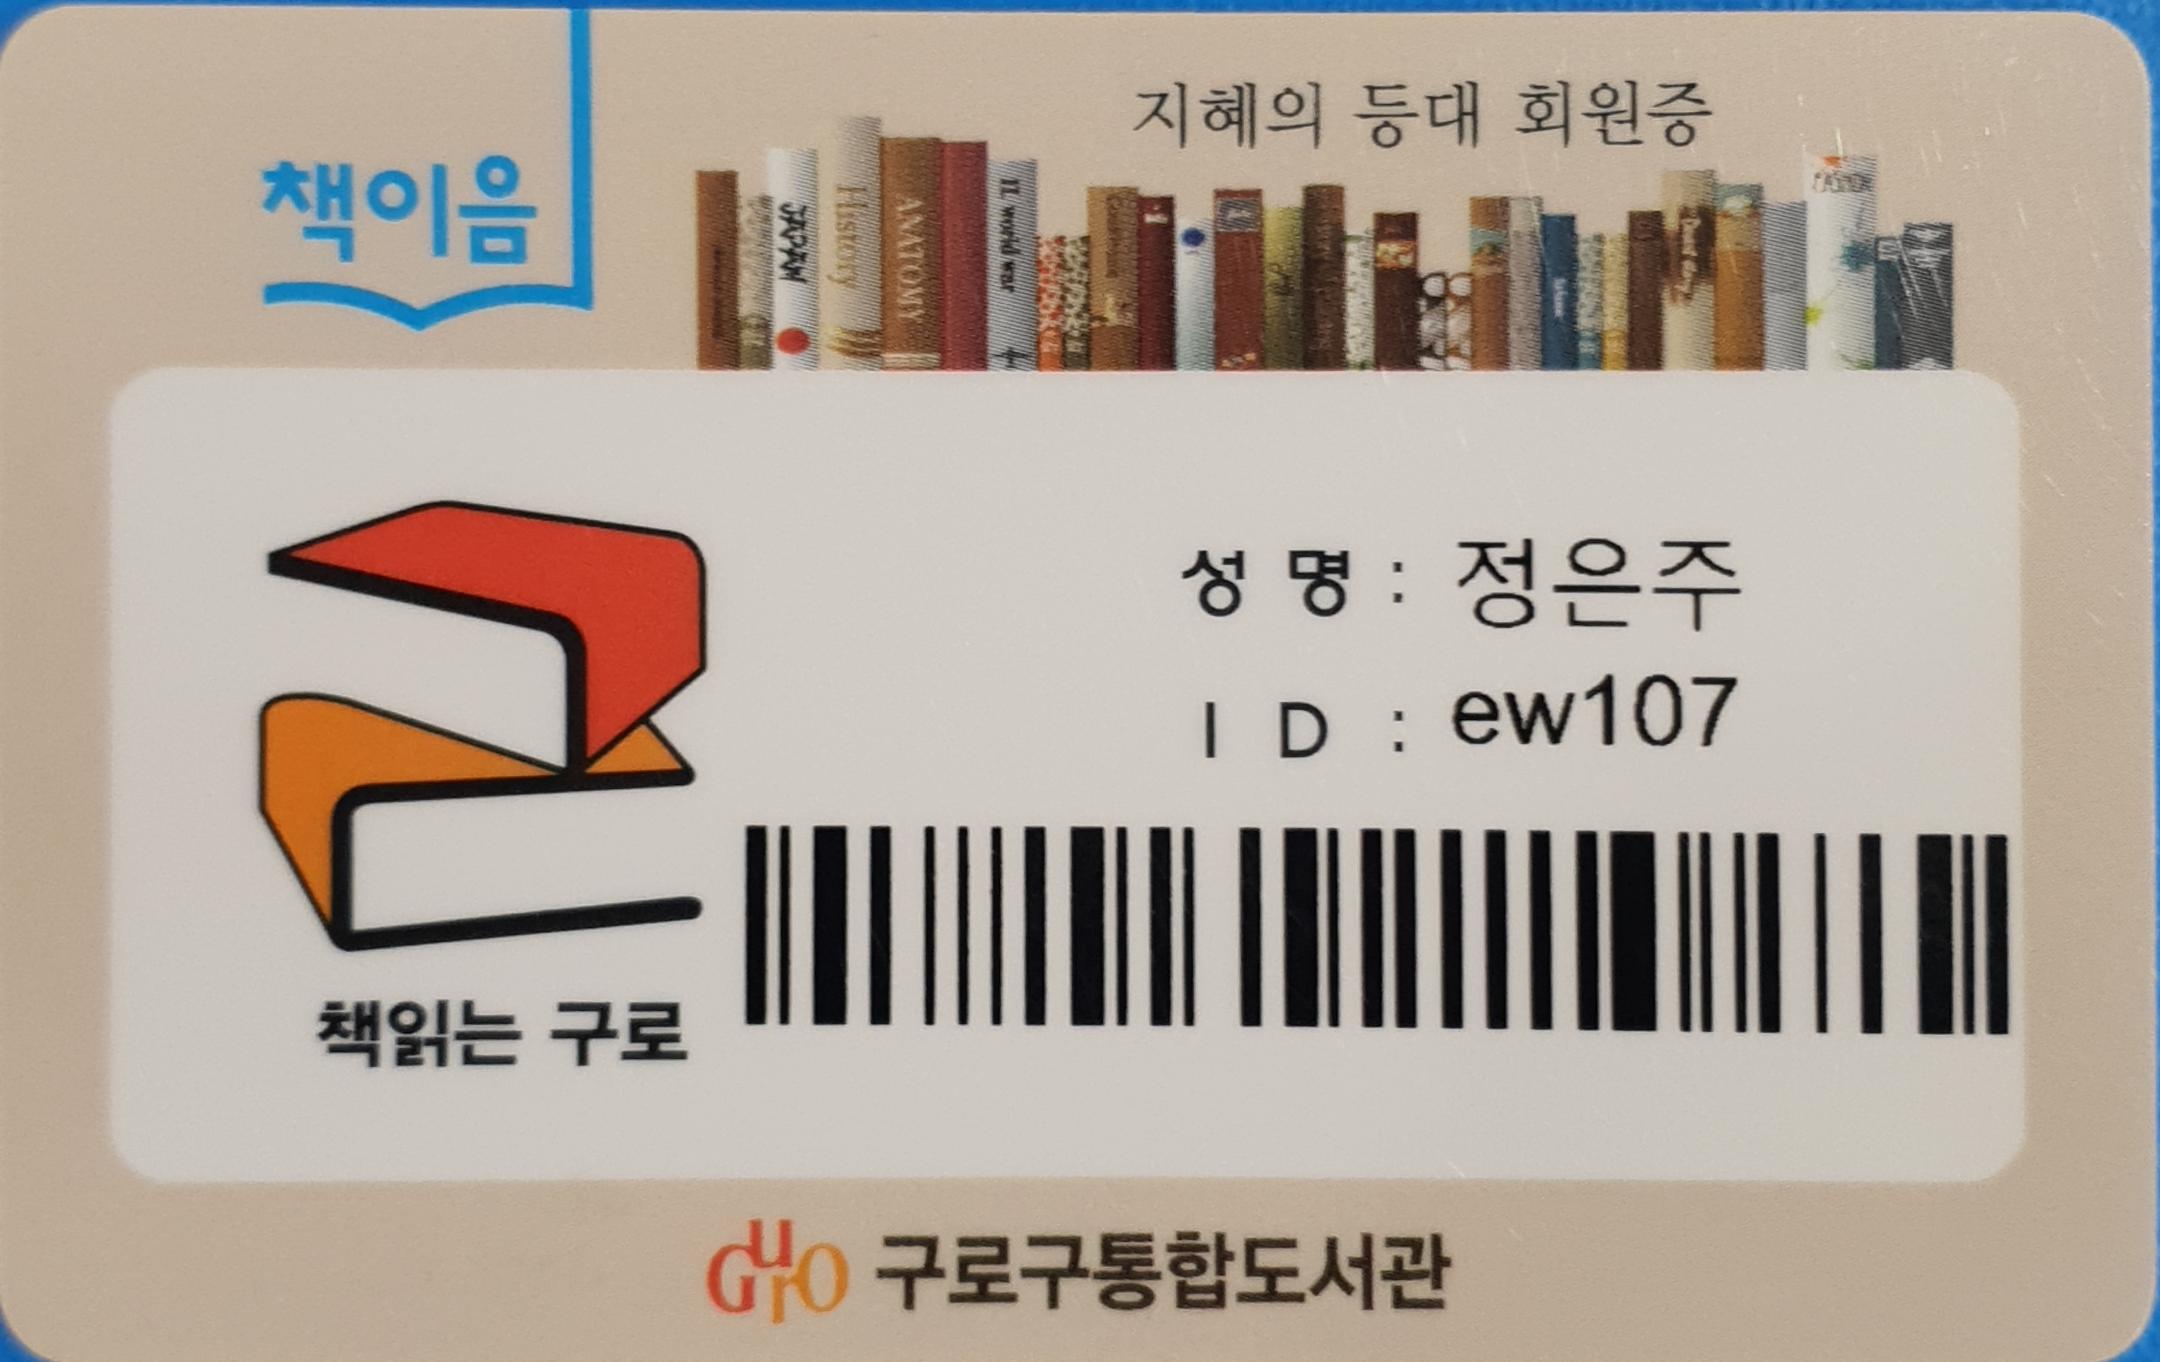 책이음
지혜의 등대 회원증
JAPAN
History
ANATOMY
II. world war
성 명 : 정은주
I D : ew107
책읽는 구로
GurO 구로구통합도서관